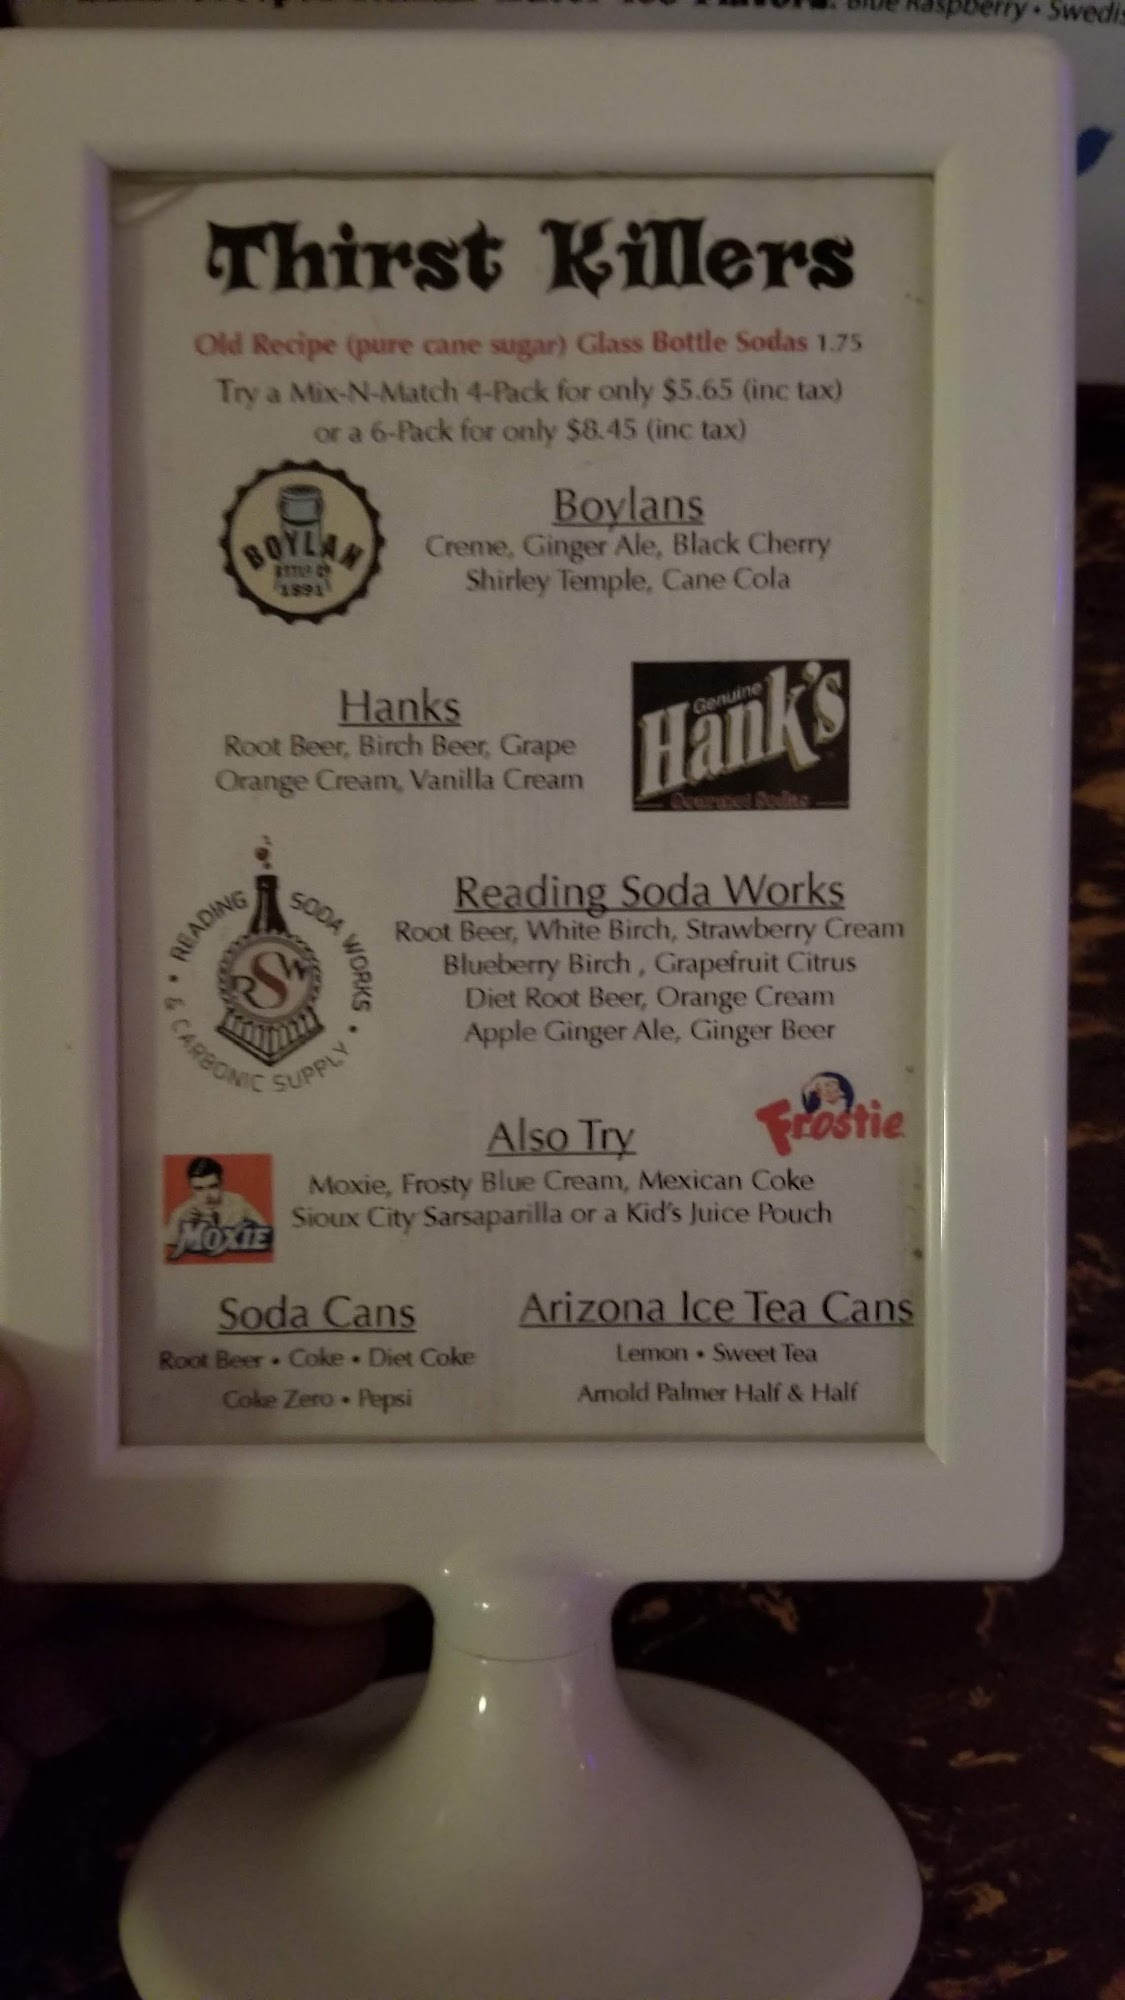 Blue Raspberry • Swedis
Thirst Killers
Old Recipe (pure cane sugar) Glass Bottle Sodas 1.75
Try a Mix-N-Match 4-Pack for only $5.65 (inc tax)
or a 6-Pack for only $8.45 (inc tax)
BOYLAN
BOTTLG CO
1891
Boylans
Creme, Ginger Ale, Black Cherry
Shirley Temple, Cane Cola
Hanks
Root Beer, Birch Beer, Grape
Orange Cream, Vanilla Cream
Genuine
Hank's
Gourmet Sodas
• READING SODA WORKS •
& CARBONIC SUPPLY
RSW
Reading Soda Works
Root Beer, White Birch, Strawberry Cream
Blueberry Birch , Grapefruit Citrus
Diet Root Beer, Orange Cream
Apple Ginger Ale, Ginger Beer
Frostie
Also Try
Moxie, Frosty Blue Cream, Mexican Coke
Sioux City Sarsaparilla or a Kid's Juice Pouch
MOXIE
Soda Cans
Root Beer • Coke • Diet Coke
Coke Zero • Pepsi
Arizona Ice Tea Cans
Lemon • Sweet Tea
Arnold Palmer Half & Half